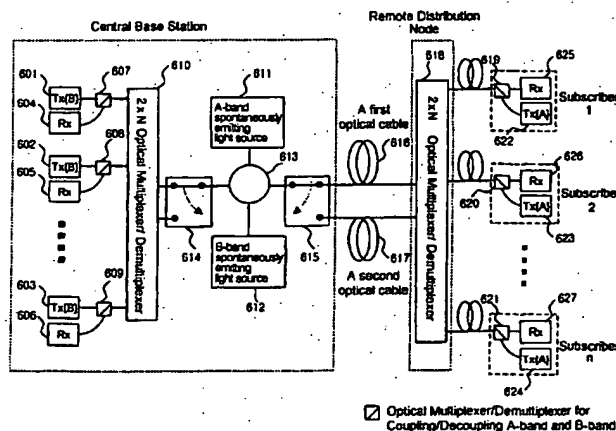 Central Base Station
Remote Distribution
Node
601
607
610
611
618
619
625
Tx{B}
Rx
604
602
608
Tx{B}
Rx
605
603
609
Tx{B}
Rx
606
2 x N Optical Multiplexer/Demultiplexer
A-band
spontaneously
emitting
light source
613
614
615
B-band
spontaneously
emitting
light source
612
A first
optical cable
616
617
A second
optical cable
2xN
Optical Multiplexer/Demultiplexer
Rx
Tx{A}
622
Subscriber
1
626
Rx
Tx{A}
620
623
Subscriber 2
621
627
Rx
Tx{A}
624
Subscriber
n
Optical Multiplexer/Demultiplexer for
Coupling/Decoupling A-band and B-band